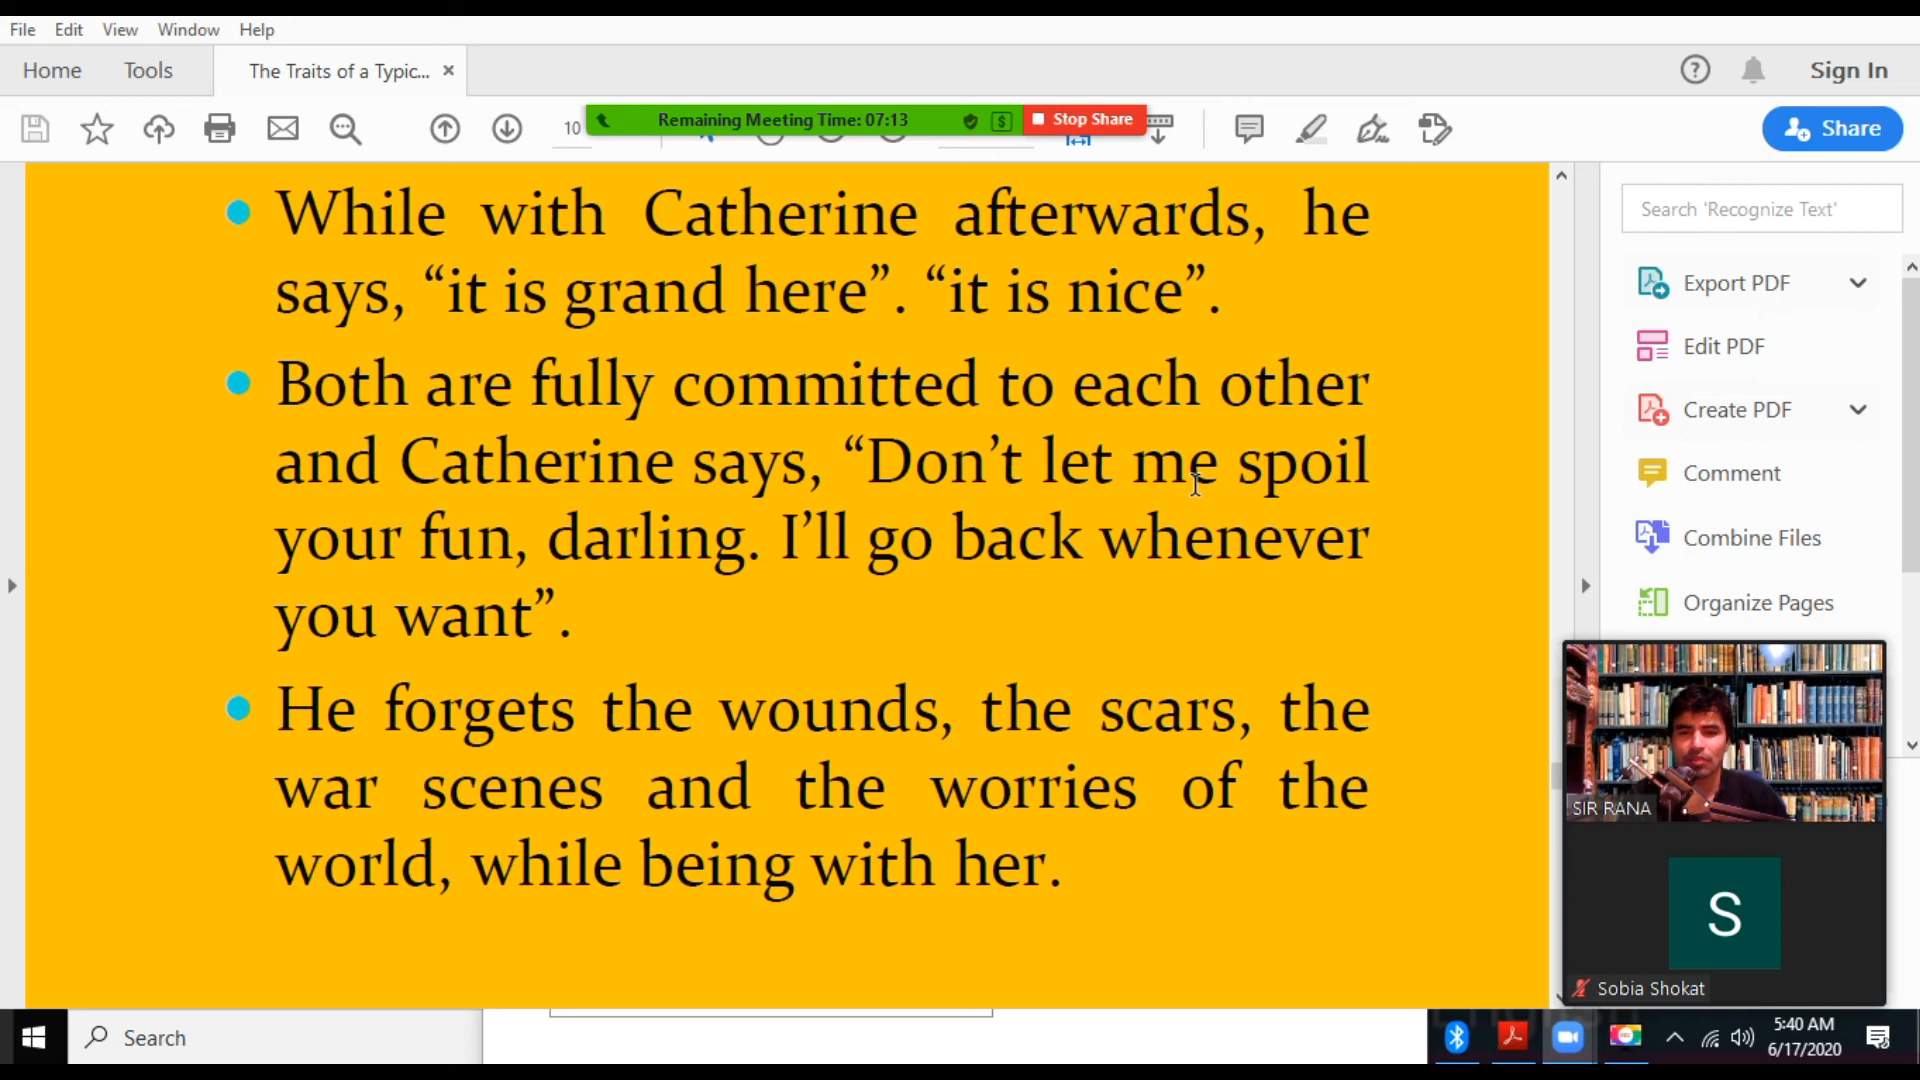 File Edit View Window Help
Home Tools The Traits of a Typic... ×
Sign In
10
Remaining Meeting Time: 07:13
Stop Share
Share
While with Catherine afterwards, he
says, “it is grand here”. “it is nice”.
Both are fully committed to each other
and Catherine says, “Don’t let me spoil
your fun, darling. I’ll go back whenever
you want”.
He forgets the wounds, the scars, the
war scenes and the worries of the
world, while being with her.
Search 'Recognize Text'
Export PDF
Edit PDF
Create PDF
Comment
Combine Files
Organize Pages
SIR RANA
S
Sobia Shokat
Search
5:40 AM
6/17/2020